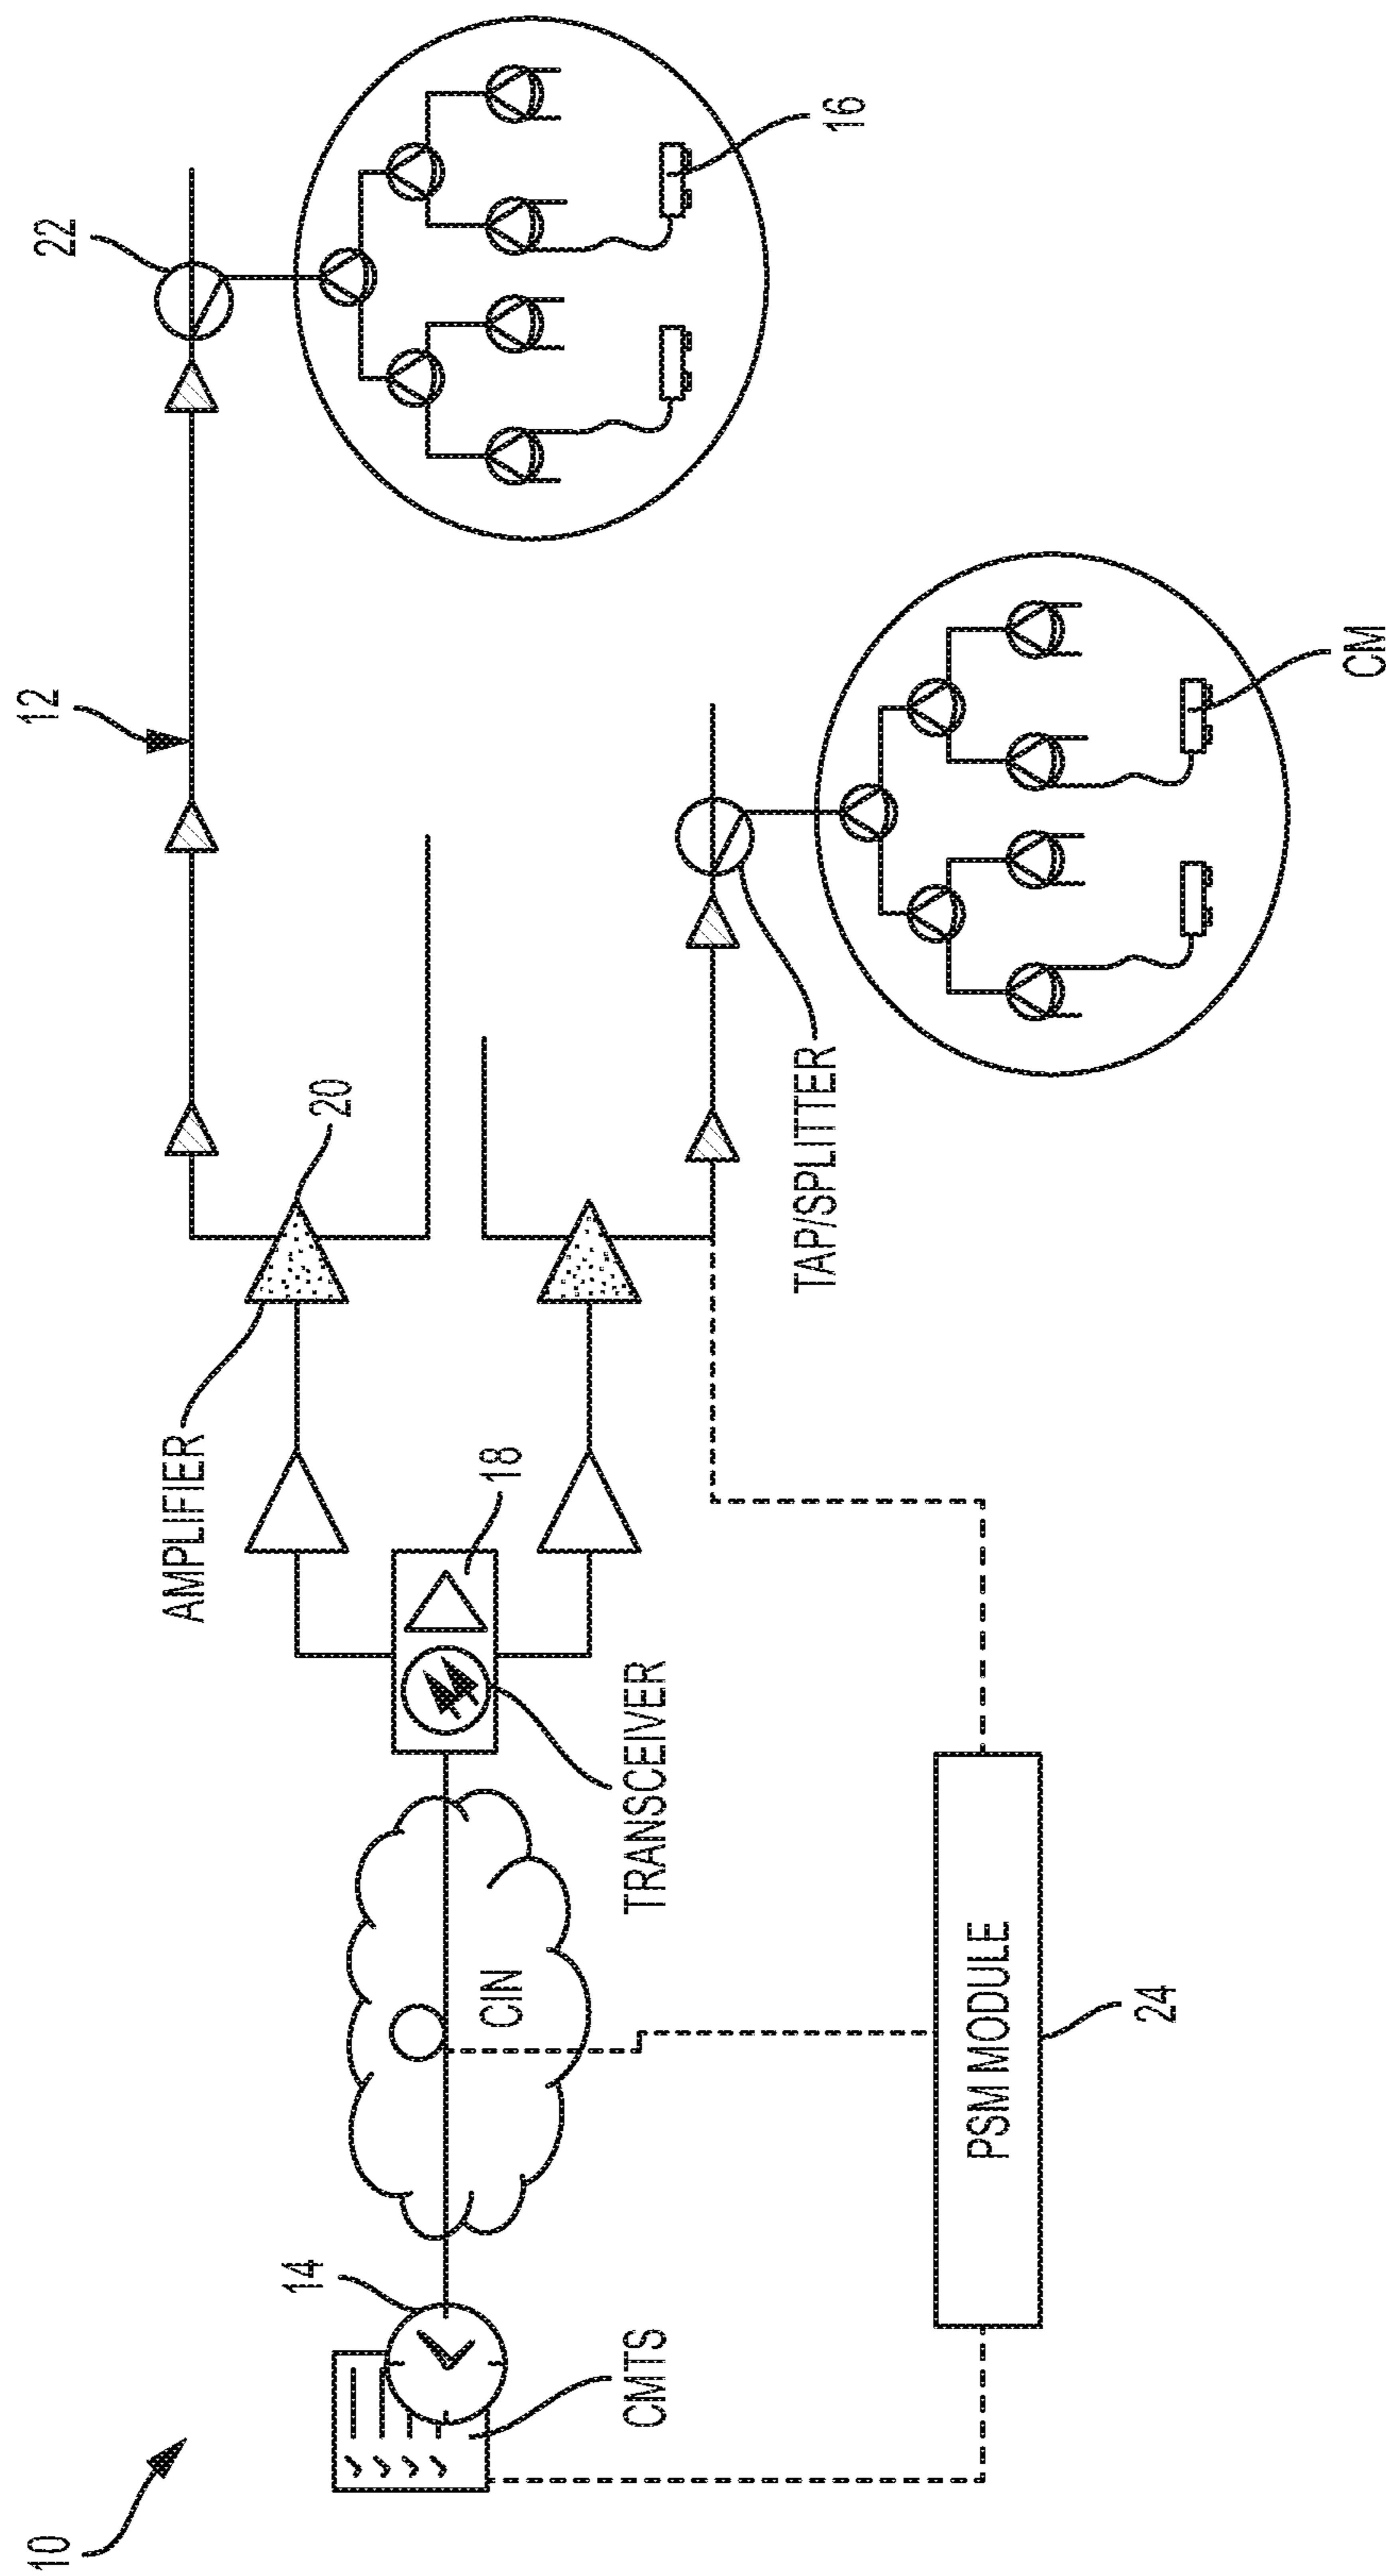 10
12
22
16
AMPLIFIER
20
14
18
CMTS
CIN
TRANSCEIVER
TAP/SPLITTER
CM
PSM MODULE
24